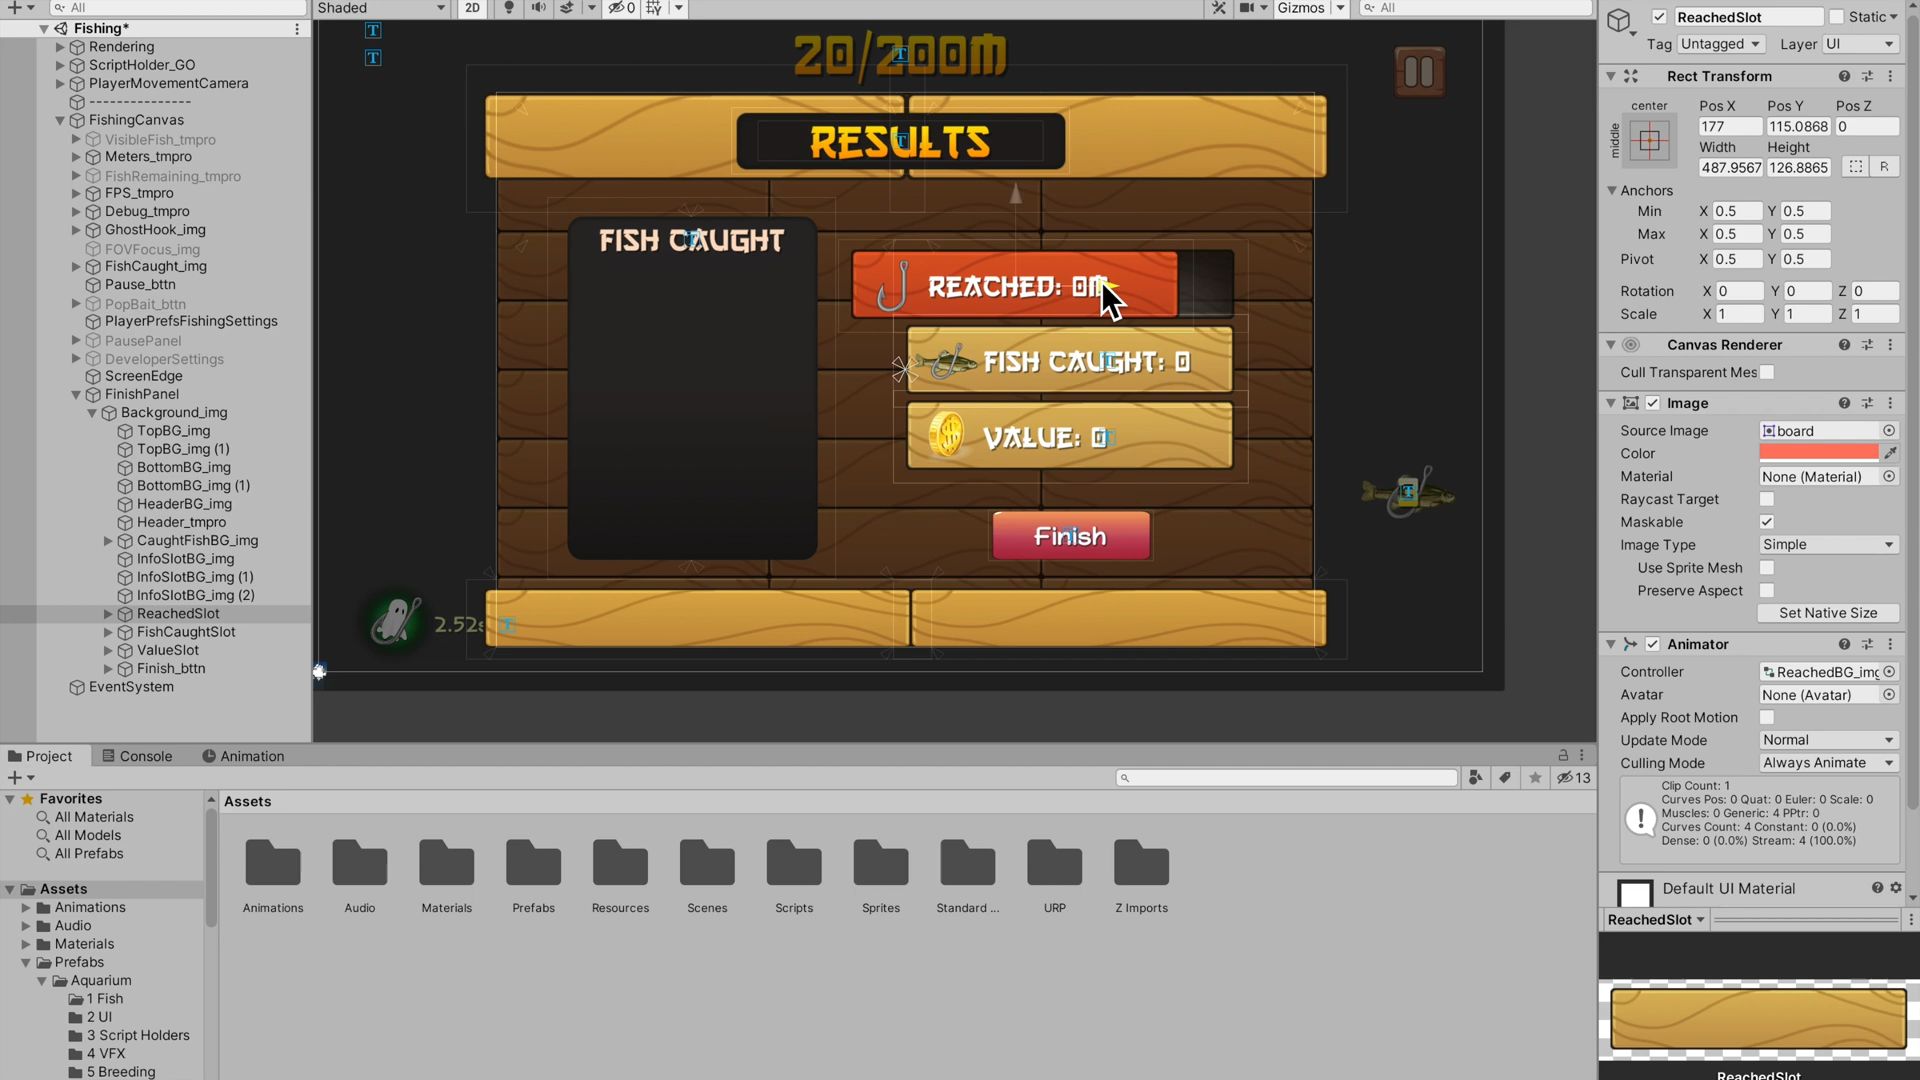 All
Fishing*
Rendering
ScriptHolder_GO
PlayerMovementCamera
---------------
FishingCanvas
VisibleFish_tmpro
Meters_tmpro
FishRemaining_tmpro
FPS_tmpro
Debug_tmpro
GhostHook_img
FOVFocus_img
FishCaught_img
Pause_bttn
PopBait_bttn
PlayerPrefsFishingSettings
PausePanel
DeveloperSettings
ScreenEdge
FinishPanel
Background_img
TopBG_img
TopBG_img (1)
BottomBG_img
BottomBG_img (1)
HeaderBG_img
Header_tmpro
CaughtFishBG_img
InfoSlotBG_img
InfoSlotBG_img (1)
InfoSlotBG_img (2)
ReachedSlot
FishCaughtSlot
ValueSlot
Finish_bttn
EventSystem
Shaded
2D
0
Gizmos
All
20/200M
RESULTS
FISH CAUGHT
REACHED: 0M
FISH CAUGHT: 0
VALUE: 0
Finish
2.52s
ReachedSlot
Static
Tag Untagged
Layer UI
Rect Transform
center
middle
Pos X Pos Y Pos Z
177 115.0868 0
Width Height
487.9567 126.8865
R
Anchors
Min X 0.5 Y 0.5
Max X 0.5 Y 0.5
Pivot X 0.5 Y 0.5
Rotation X 0 Y 0 Z 0
Scale X 1 Y 1 Z 1
Canvas Renderer
Cull Transparent Mes
Image
Source Image board
Color
Material None (Material)
Raycast Target
Maskable
Image Type Simple
Use Sprite Mesh
Preserve Aspect
Set Native Size
Animator
Controller ReachedBG_img
Avatar None (Avatar)
Apply Root Motion
Update Mode Normal
Culling Mode Always Animate
Clip Count: 1
Curves Pos: 0 Quat: 0 Euler: 0 Scale: 0
Muscles: 0 Generic: 4 PPtr: 0
Curves Count: 4 Constant: 0 (0.0%)
Dense: 0 (0.0%) Stream: 4 (100.0%)
Default UI Material
ReachedSlot
ReachedSlot
Project
Console
Animation
13
Favorites
All Materials
All Models
All Prefabs
Assets
Animations
Audio
Materials
Prefabs
Aquarium
1 Fish
2 UI
3 Script Holders
4 VFX
5 Breeding
Assets
Animations
Audio
Materials
Prefabs
Resources
Scenes
Scripts
Sprites
Standard ...
URP
Z Imports